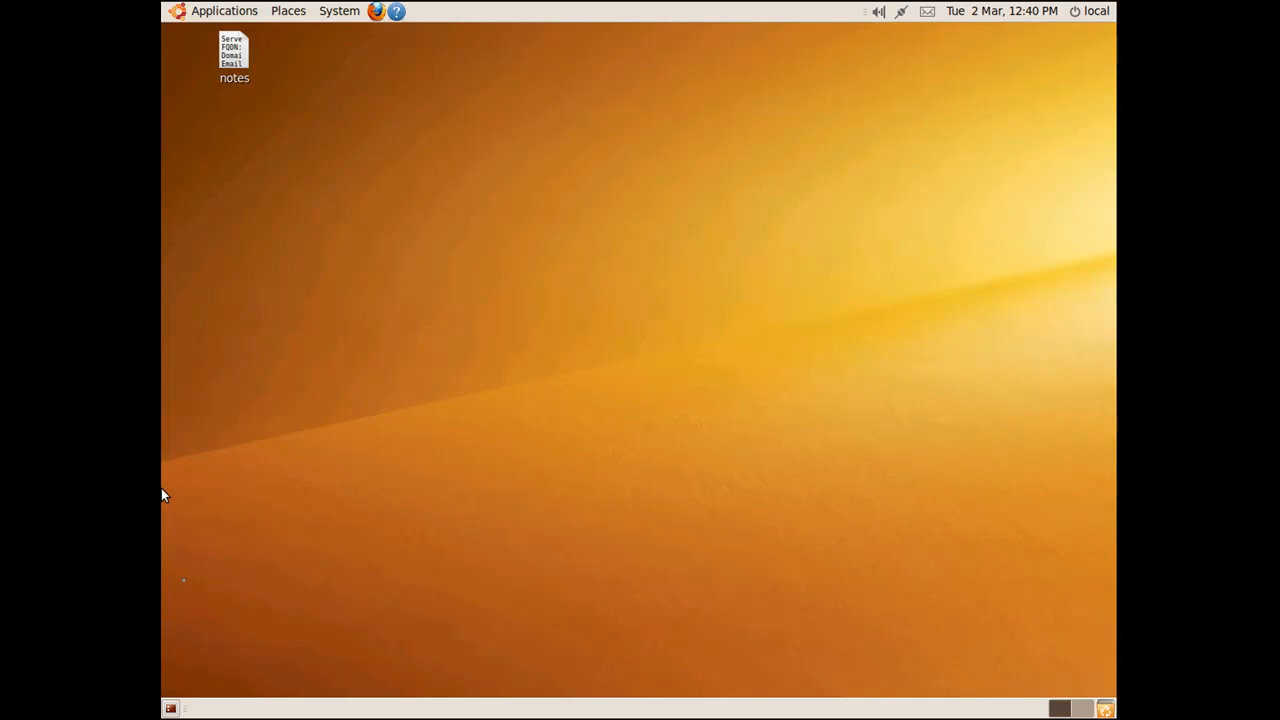 Applications Places System ? Tue 2 Mar, 12:40 PM local
Serve
FQDN:
Domai
Email
notes